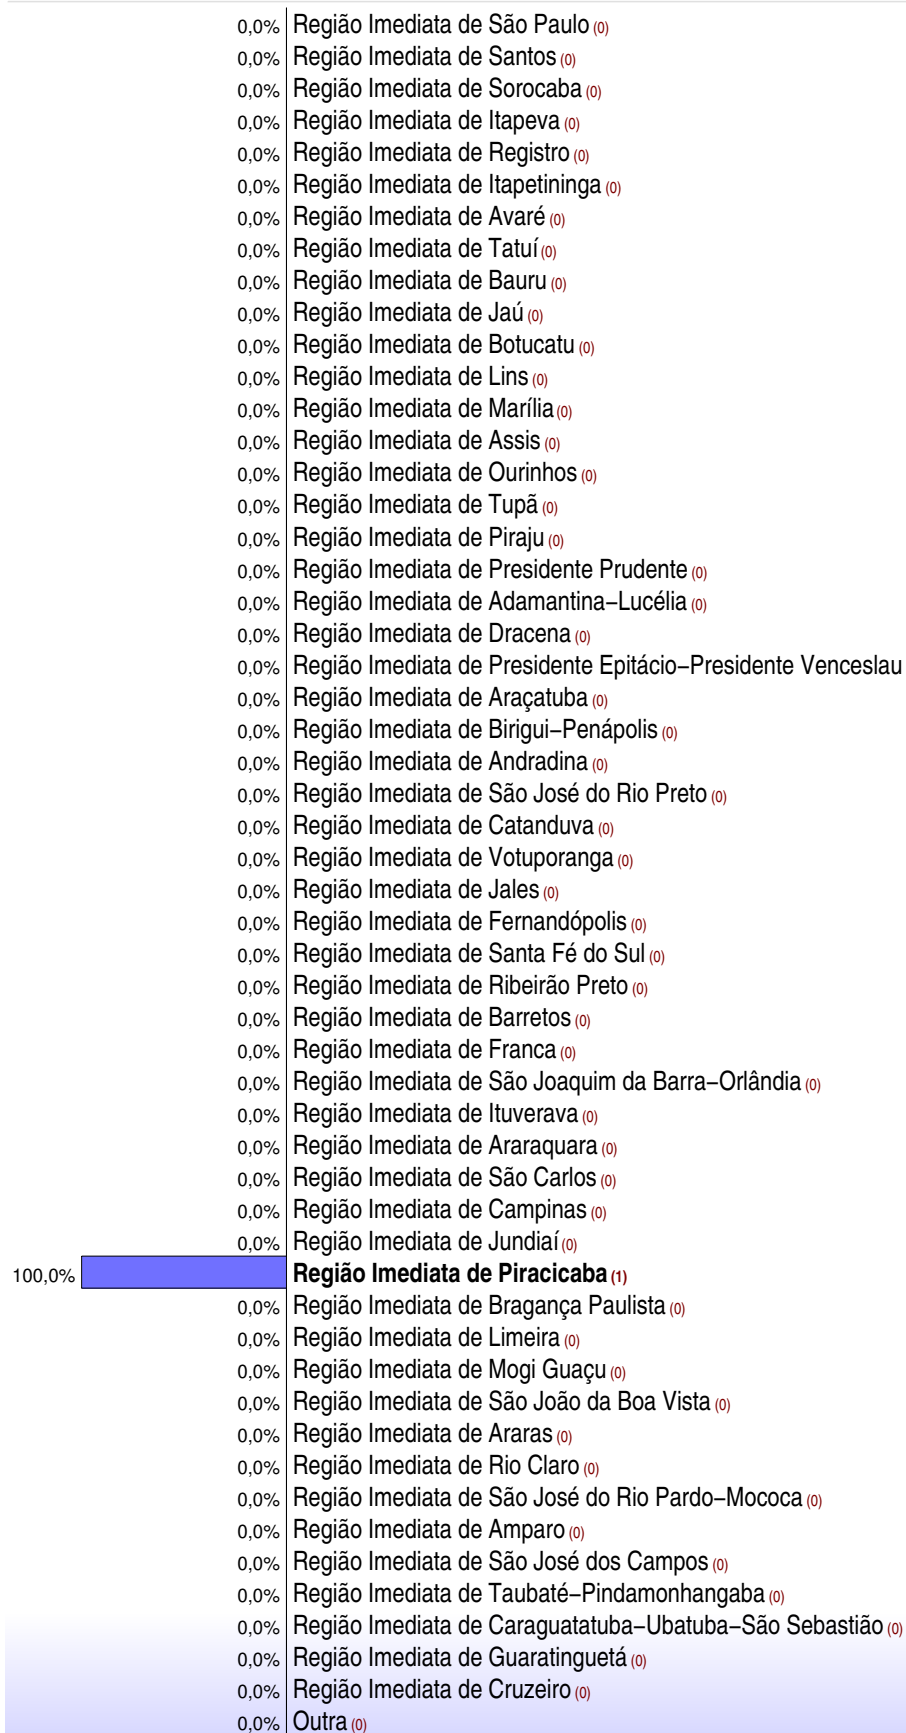 0,0% Região Imediata de São Paulo (0)
0,0% Região Imediata de Santos (0)
0,0% Região Imediata de Sorocaba (0)
0,0% Região Imediata de Itapeva (0)
0,0% Região Imediata de Registro (0)
0,0% Região Imediata de Itapetininga (0)
0,0% Região Imediata de Avaré (0)
0,0% Região Imediata de Tatuí (0)
0,0% Região Imediata de Bauru (0)
0,0% Região Imediata de Jaú (0)
0,0% Região Imediata de Botucatu (0)
0,0% Região Imediata de Lins (0)
0,0% Região Imediata de Marília (0)
0,0% Região Imediata de Assis (0)
0,0% Região Imediata de Ourinhos (0)
0,0% Região Imediata de Tupã (0)
0,0% Região Imediata de Piraju (0)
0,0% Região Imediata de Presidente Prudente (0)
0,0% Região Imediata de Adamantina−Lucélia (0)
0,0% Região Imediata de Dracena (0)
0,0% Região Imediata de Presidente Epitácio−Presidente Venceslau
0,0% Região Imediata de Araçatuba (0)
0,0% Região Imediata de Birigui−Penápolis (0)
0,0% Região Imediata de Andradina (0)
0,0% Região Imediata de São José do Rio Preto (0)
0,0% Região Imediata de Catanduva (0)
0,0% Região Imediata de Votuporanga (0)
0,0% Região Imediata de Jales (0)
0,0% Região Imediata de Fernandópolis (0)
0,0% Região Imediata de Santa Fé do Sul (0)
0,0% Região Imediata de Ribeirão Preto (0)
0,0% Região Imediata de Barretos (0)
0,0% Região Imediata de Franca (0)
0,0% Região Imediata de São Joaquim da Barra−Orlândia (0)
0,0% Região Imediata de Ituverava (0)
0,0% Região Imediata de Araraquara (0)
0,0% Região Imediata de São Carlos (0)
0,0% Região Imediata de Campinas (0)
0,0% Região Imediata de Jundiaí (0)
100,0% Região Imediata de Piracicaba (1)
0,0% Região Imediata de Bragança Paulista (0)
0,0% Região Imediata de Limeira (0)
0,0% Região Imediata de Mogi Guaçu (0)
0,0% Região Imediata de São João da Boa Vista (0)
0,0% Região Imediata de Araras (0)
0,0% Região Imediata de Rio Claro (0)
0,0% Região Imediata de São José do Rio Pardo−Mococa (0)
0,0% Região Imediata de Amparo (0)
0,0% Região Imediata de São José dos Campos (0)
0,0% Região Imediata de Taubaté−Pindamonhangaba (0)
0,0% Região Imediata de Caraguatatuba−Ubatuba−São Sebastião (0)
0,0% Região Imediata de Guaratinguetá (0)
0,0% Região Imediata de Cruzeiro (0)
0,0% Outra (0)